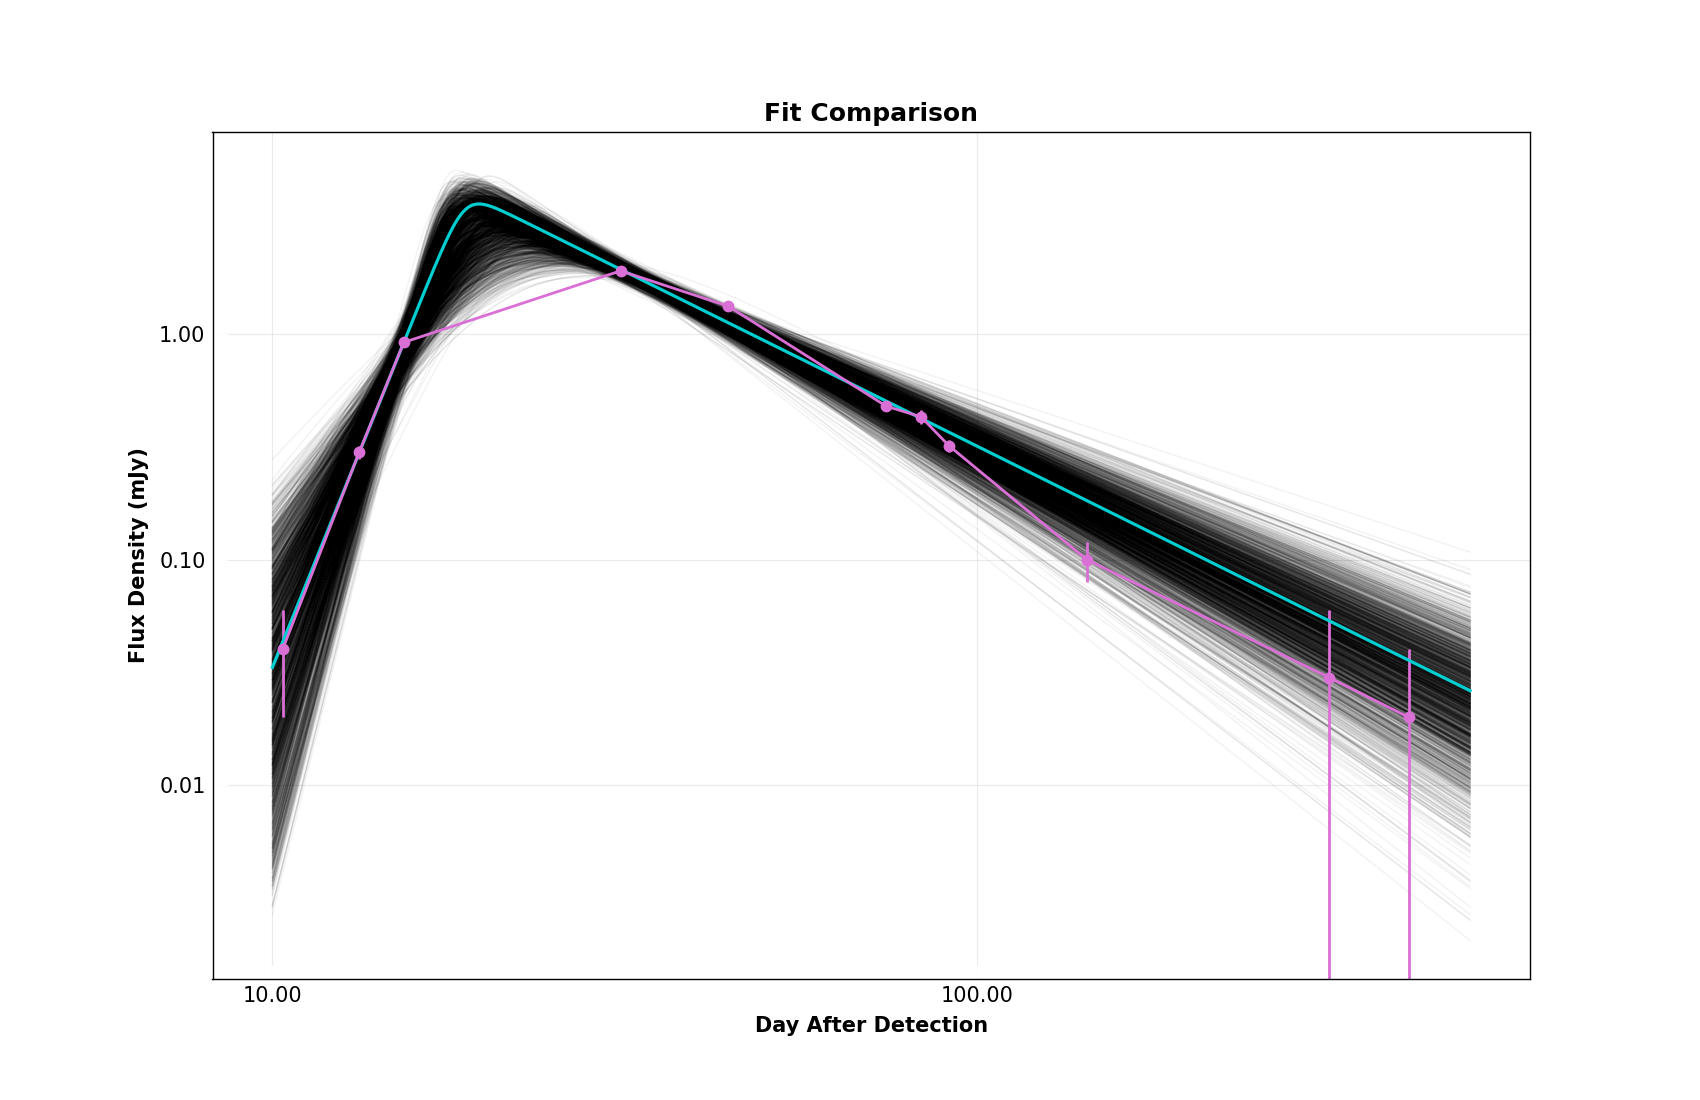 Fit Comparison
Flux Density (mJy)
1.00
0.10
0.01
10.00
100.00
Day After Detection